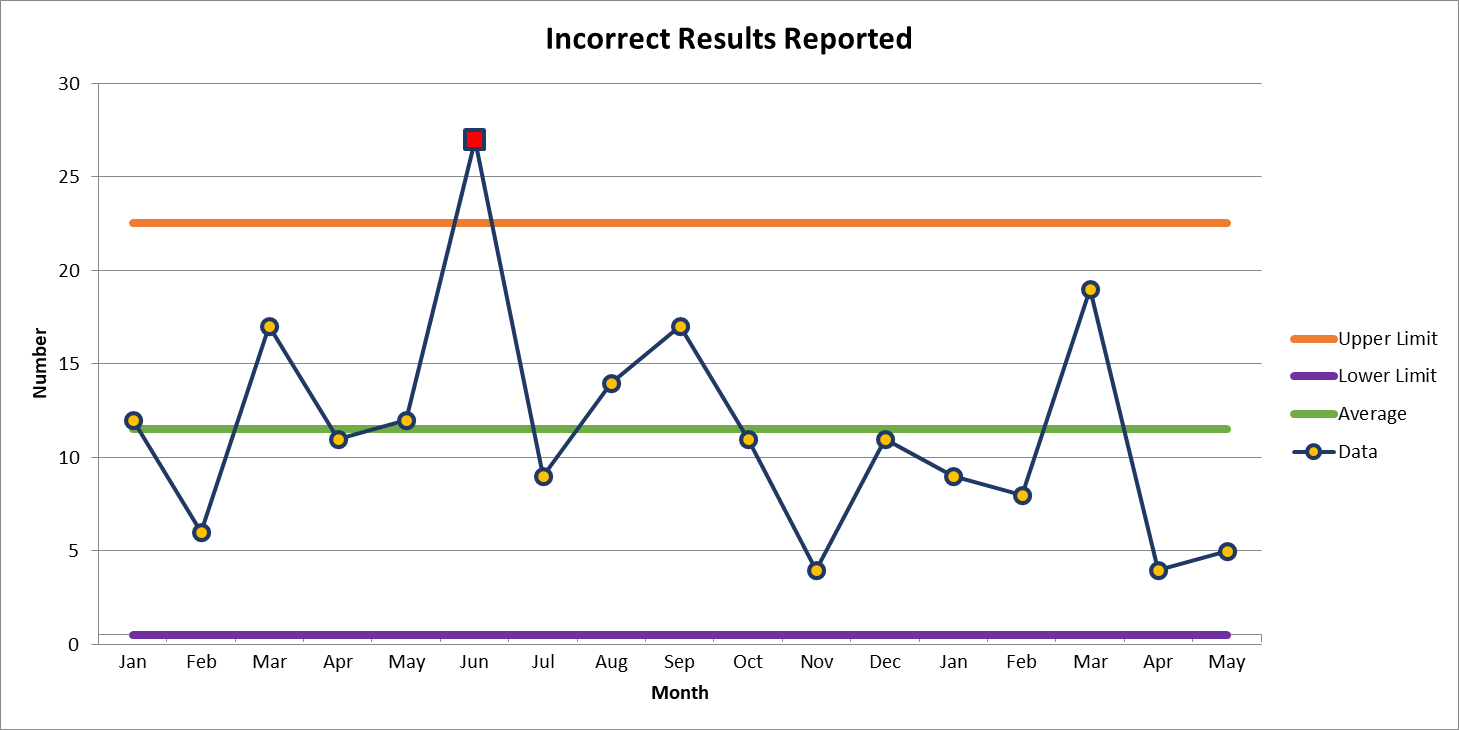 Incorrect Results Reported
30
25
20
15
10
5
0
Number
Jan Feb Mar Apr May Jun Jul Aug Sep Oct Nov Dec Jan Feb Mar Apr May
Month
Upper Limit
Lower Limit
Average
Data